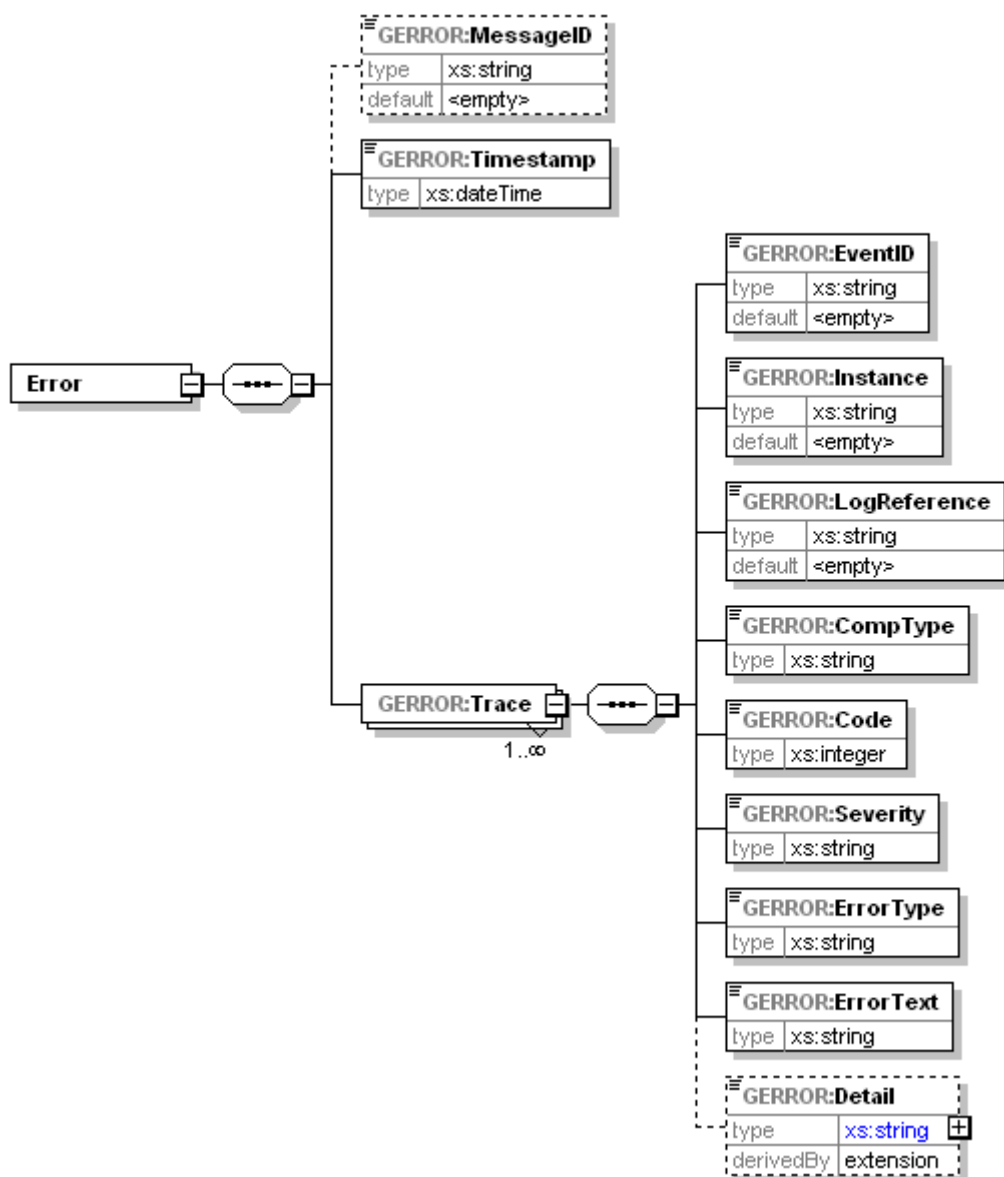 GERROR:MessageID
type xs:string
default <empty>
GERROR:Timestamp
type xs:dateTime
GERROR:EventID
type xs:string
default <empty>
GERROR:Instance
type xs:string
default <empty>
Error
GERROR:LogReference
type xs:string
default <empty>
GERROR:CompType
type xs:string
GERROR:Trace
1..∞
GERROR:Code
type xs:integer
GERROR:Severity
type xs:string
GERROR:ErrorType
type xs:string
GERROR:ErrorText
type xs:string
GERROR:Detail
type xs:string
derivedBy extension